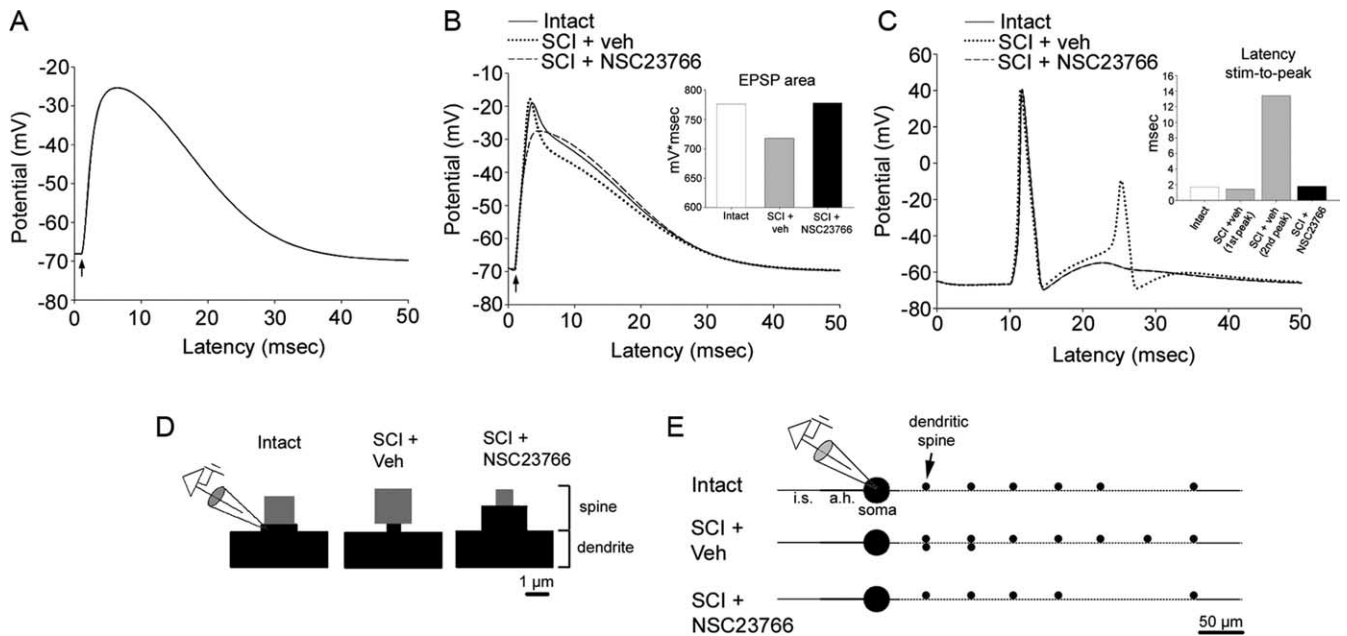 A
Potential (mV)
-20
-30
-40
-50
-60
-70
-80
0 10 20 30 40 50
Latency (msec)
B
Intact
SCI + veh
SCI + NSC23766
Potential (mV)
-10
-20
-30
-40
-50
-60
-70
-80
0 10 20 30 40 50
Latency (msec)
EPSP area
mV*msec
800
750
700
650
600
Intact
SCI +
veh
SCI +
NSC23766
C
Intact
SCI + veh
SCI + NSC23766
Potential (mV)
60
40
20
0
-20
-40
-60
-80
0 10 20 30 40 50
Latency (msec)
Latency
stim-to-peak
msec
16
14
12
10
8
6
4
2
0
Intact
SCI +veh
(1st peak)
SCI + veh
(2nd peak)
SCI +
NSC23766
D
Intact
SCI +
Veh
SCI +
NSC23766
spine
dendrite
1 µm
E
dendritic
spine
Intact
i.s. a.h.
soma
SCI +
Veh
SCI +
NSC23766
50 µm